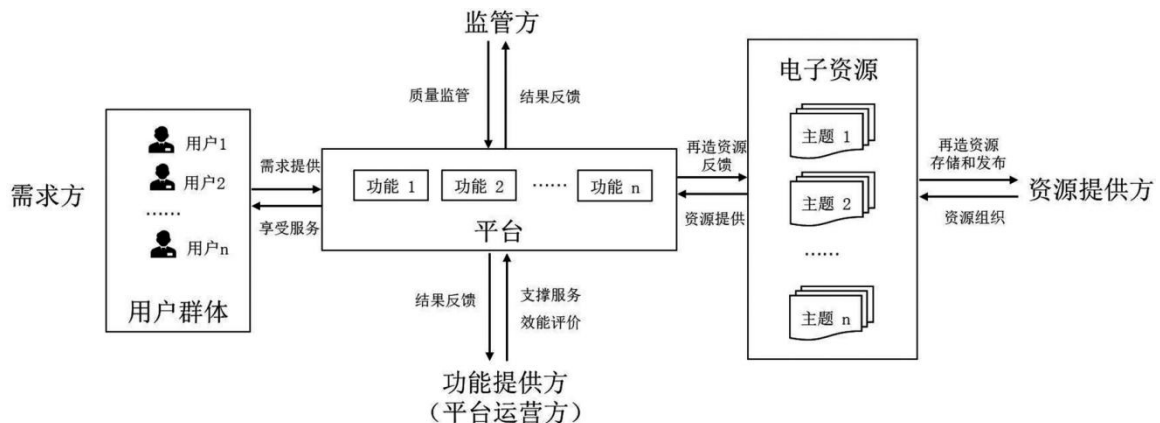 监管方
质量监管
结果反馈
需求方
用户1
用户2
……
用户n
用户群体
需求提供
享受服务
功能 1
功能 2
……
功能 n
平台
再造资源
反馈
资源提供
电子资源
主题 1
主题 2
……
主题 n
再造资源
存储和发布
资源组织
资源提供方
结果反馈
支撑服务
效能评价
功能提供方
（平台运营方）